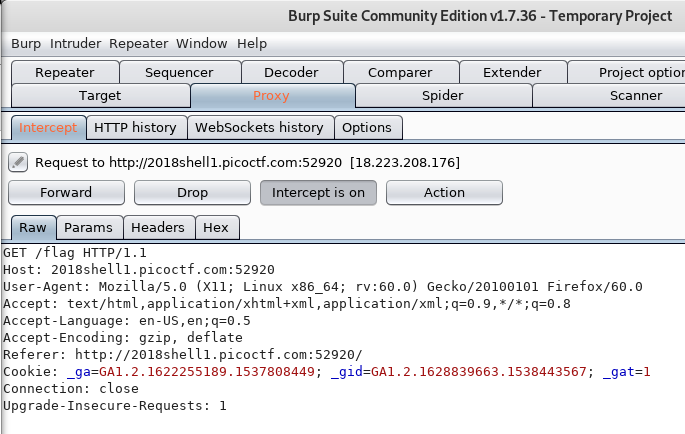 Burp Suite Community Edition v1.7.36 - Temporary Project
Burp Intruder Repeater Window Help
Repeater Sequencer Decoder Comparer Extender Project option
Target Proxy Spider Scanner
Intercept HTTP history WebSockets history Options
Request to http://2018shell1.picoctf.com:52920 [18.223.208.176]
Forward Drop Intercept is on Action
Raw Params Headers Hex
GET /flag HTTP/1.1
Host: 2018shell1.picoctf.com:52920
User-Agent: Mozilla/5.0 (X11; Linux x86_64; rv:60.0) Gecko/20100101 Firefox/60.0
Accept: text/html,application/xhtml+xml,application/xml;q=0.9,*/*;q=0.8
Accept-Language: en-US,en;q=0.5
Accept-Encoding: gzip, deflate
Referer: http://2018shell1.picoctf.com:52920/
Cookie: _ga=GA1.2.1622255189.1537808449; _gid=GA1.2.1628839663.1538443567; _gat=1
Connection: close
Upgrade-Insecure-Requests: 1